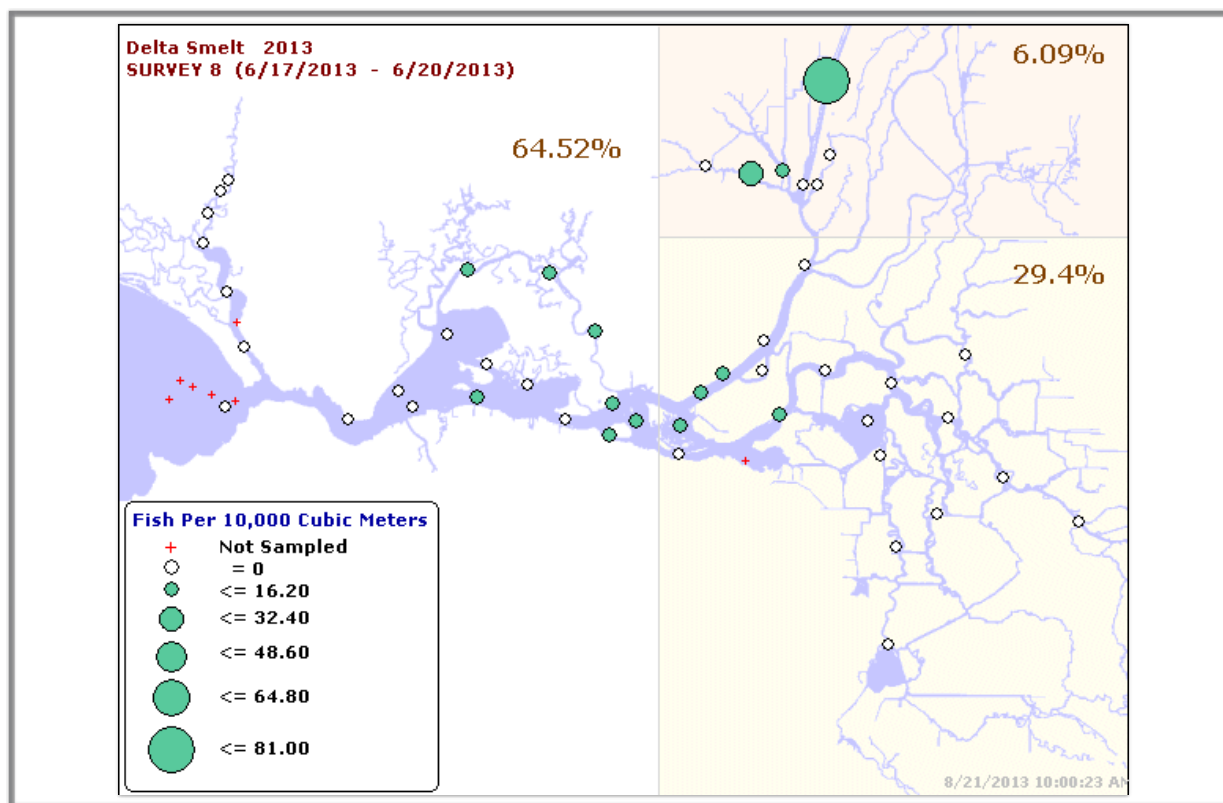 Delta Smelt 2013
SURVEY 8 (6/17/2013 - 6/20/2013)
6.09%
64.52%
29.4%
Fish Per 10,000 Cubic Meters
Not Sampled
= 0
<= 16.20
<= 32.40
<= 48.60
<= 64.80
<= 81.00
8/21/2013 10:00:23 AM